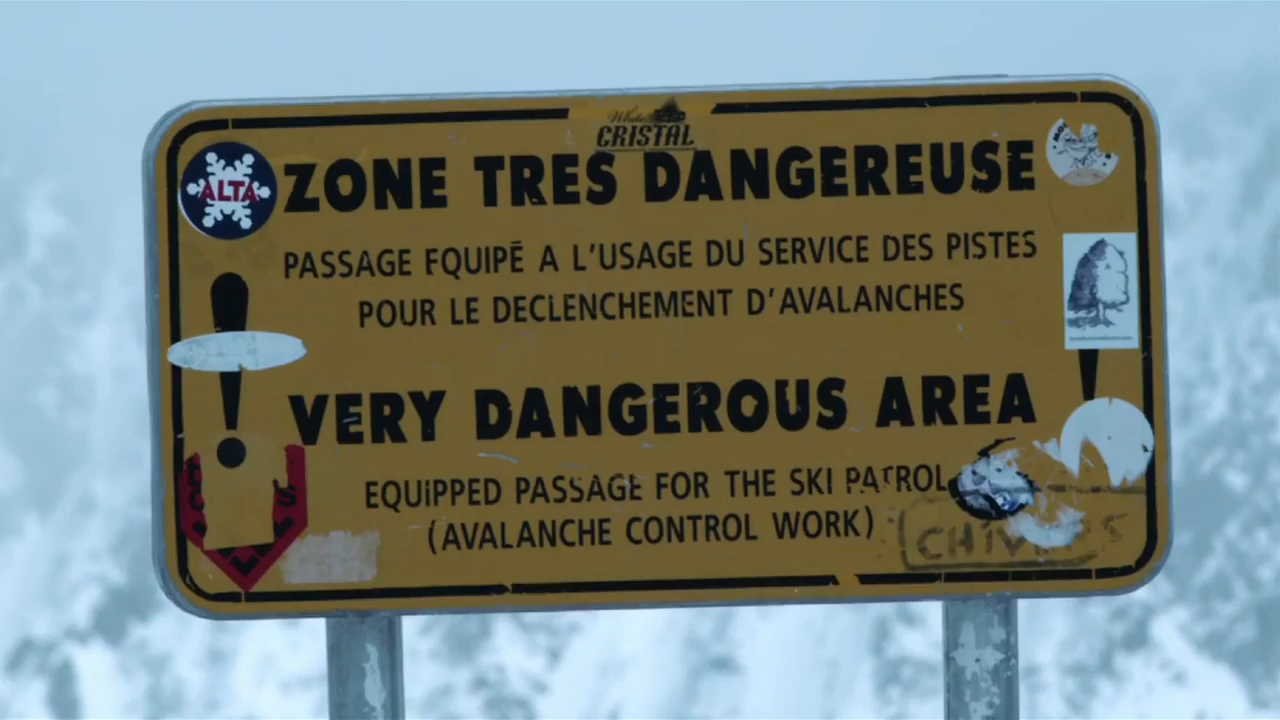 White
CRISTAL
ALTA
ZONE TRES DANGEREUSE
PASSAGE EQUIPÉ A L'USAGE DU SERVICE DES PISTES
POUR LE DECLENCHEMENT D'AVALANCHES
VERY DANGEROUS AREA
EQUIPPED PASSAGE FOR THE SKI PATROL
(AVALANCHE CONTROL WORK)
CHIVERS